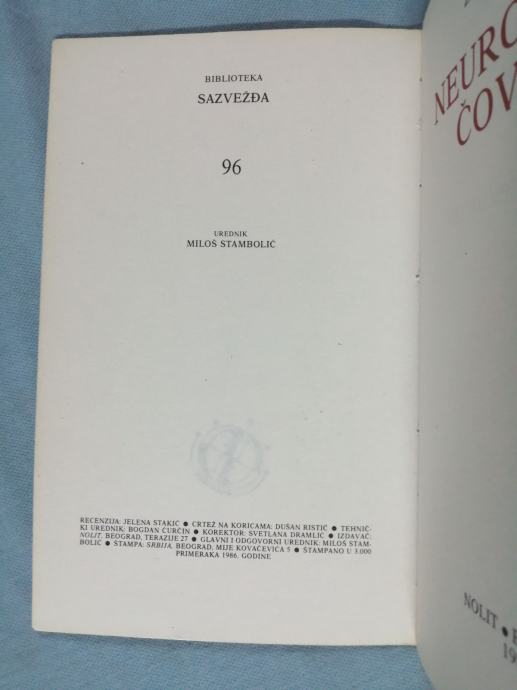 BIBLIOTEKA
SAZVEŽĐA
96
UREDNIK
MILOŠ STAMBOLIĆ
RECENZIJA: JELENA STAKIĆ ● CRTEŽ NA KORICAMA: DUŠAN RISTIĆ ● TEHNIČ-
KI UREDNIK: BOGDAN ĆURČIN ● KOREKTOR: SVETLANA DRAMLIĆ ● IZDAVAČ:
NOLIT, BEOGRAD, TERAZIJE 27 ● GLAVNI I ODGOVORNI UREDNIK: MILOŠ STAM-
BOLIĆ ● ŠTAMPA: SRBIJA, BEOGRAD, MIJE KOVAČEVIĆA 5 ● ŠTAMPANO U 3.000
PRIMERAKA 1986. GODINE
NEURO
ČOV
NOLIT ●
19